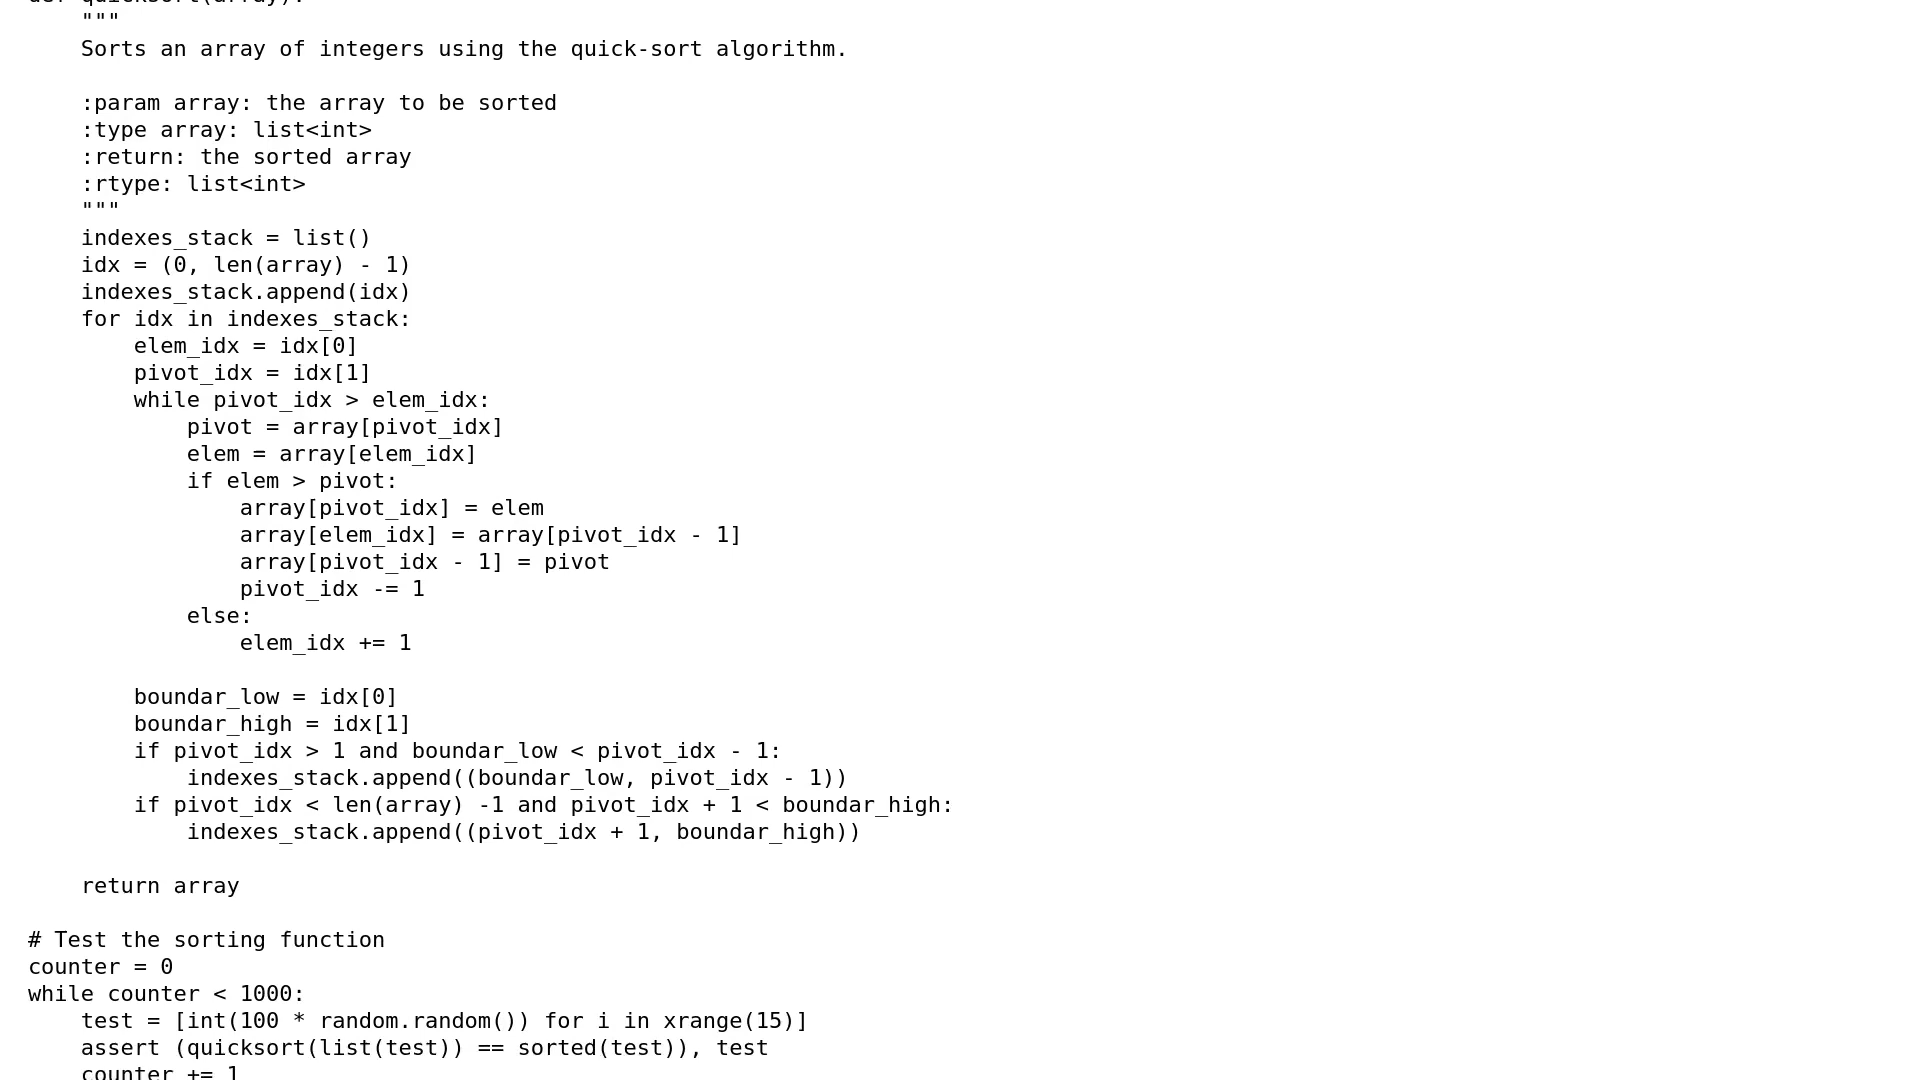 def quicksort(array):
    """
    Sorts an array of integers using the quick-sort algorithm.

    :param array: the array to be sorted
    :type array: list<int>
    :return: the sorted array
    :rtype: list<int>
    """
    indexes_stack = list()
    idx = (0, len(array) - 1)
    indexes_stack.append(idx)
    for idx in indexes_stack:
        elem_idx = idx[0]
        pivot_idx = idx[1]
        while pivot_idx > elem_idx:
            pivot = array[pivot_idx]
            elem = array[elem_idx]
            if elem > pivot:
                array[pivot_idx] = elem
                array[elem_idx] = array[pivot_idx - 1]
                array[pivot_idx - 1] = pivot
                pivot_idx -= 1
            else:
                elem_idx += 1

        boundar_low = idx[0]
        boundar_high = idx[1]
        if pivot_idx > 1 and boundar_low < pivot_idx - 1:
            indexes_stack.append((boundar_low, pivot_idx - 1))
        if pivot_idx < len(array) -1 and pivot_idx + 1 < boundar_high:
            indexes_stack.append((pivot_idx + 1, boundar_high))

    return array

# Test the sorting function
counter = 0
while counter < 1000:
    test = [int(100 * random.random()) for i in xrange(15)]
    assert (quicksort(list(test)) == sorted(test)), test
    counter += 1